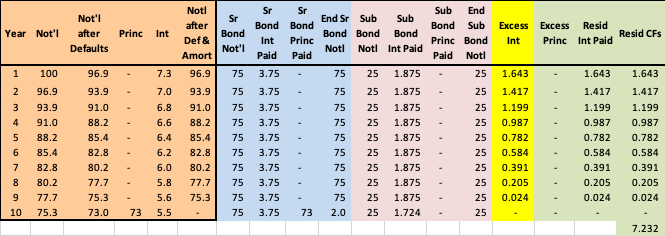 Year Not'l Not'l after Defaults Princ Int Notl after Def & Amort Sr Bond Not'l Sr Bond Int Paid Sr Bond Princ Paid End Sr Bond Notl Sub Bond Notl Sub Bond Int Paid Sub Bond Princ Paid End Sub Bond Notl Excess Int Excess Princ Resid Int Paid Resid CFs
1 100 96.9 - 7.3 96.9 75 3.75 - 75 25 1.875 - 25 1.643 - 1.643 1.643
2 96.9 93.9 - 7.0 93.9 75 3.75 - 75 25 1.875 - 25 1.417 - 1.417 1.417
3 93.9 91.0 - 6.8 91.0 75 3.75 - 75 25 1.875 - 25 1.199 - 1.199 1.199
4 91.0 88.2 - 6.6 88.2 75 3.75 - 75 25 1.875 - 25 0.987 - 0.987 0.987
5 88.2 85.4 - 6.4 85.4 75 3.75 - 75 25 1.875 - 25 0.782 - 0.782 0.782
6 85.4 82.8 - 6.2 82.8 75 3.75 - 75 25 1.875 - 25 0.584 - 0.584 0.584
7 82.8 80.2 - 6.0 80.2 75 3.75 - 75 25 1.875 - 25 0.391 - 0.391 0.391
8 80.2 77.7 - 5.8 77.7 75 3.75 - 75 25 1.875 - 25 0.205 - 0.205 0.205
9 77.7 75.3 - 5.6 75.3 75 3.75 - 75 25 1.875 - 25 0.024 - 0.024 0.024
10 75.3 73.0 73 5.5 - 75 3.75 73 2.0 25 1.724 - 25 - - - -
7.232